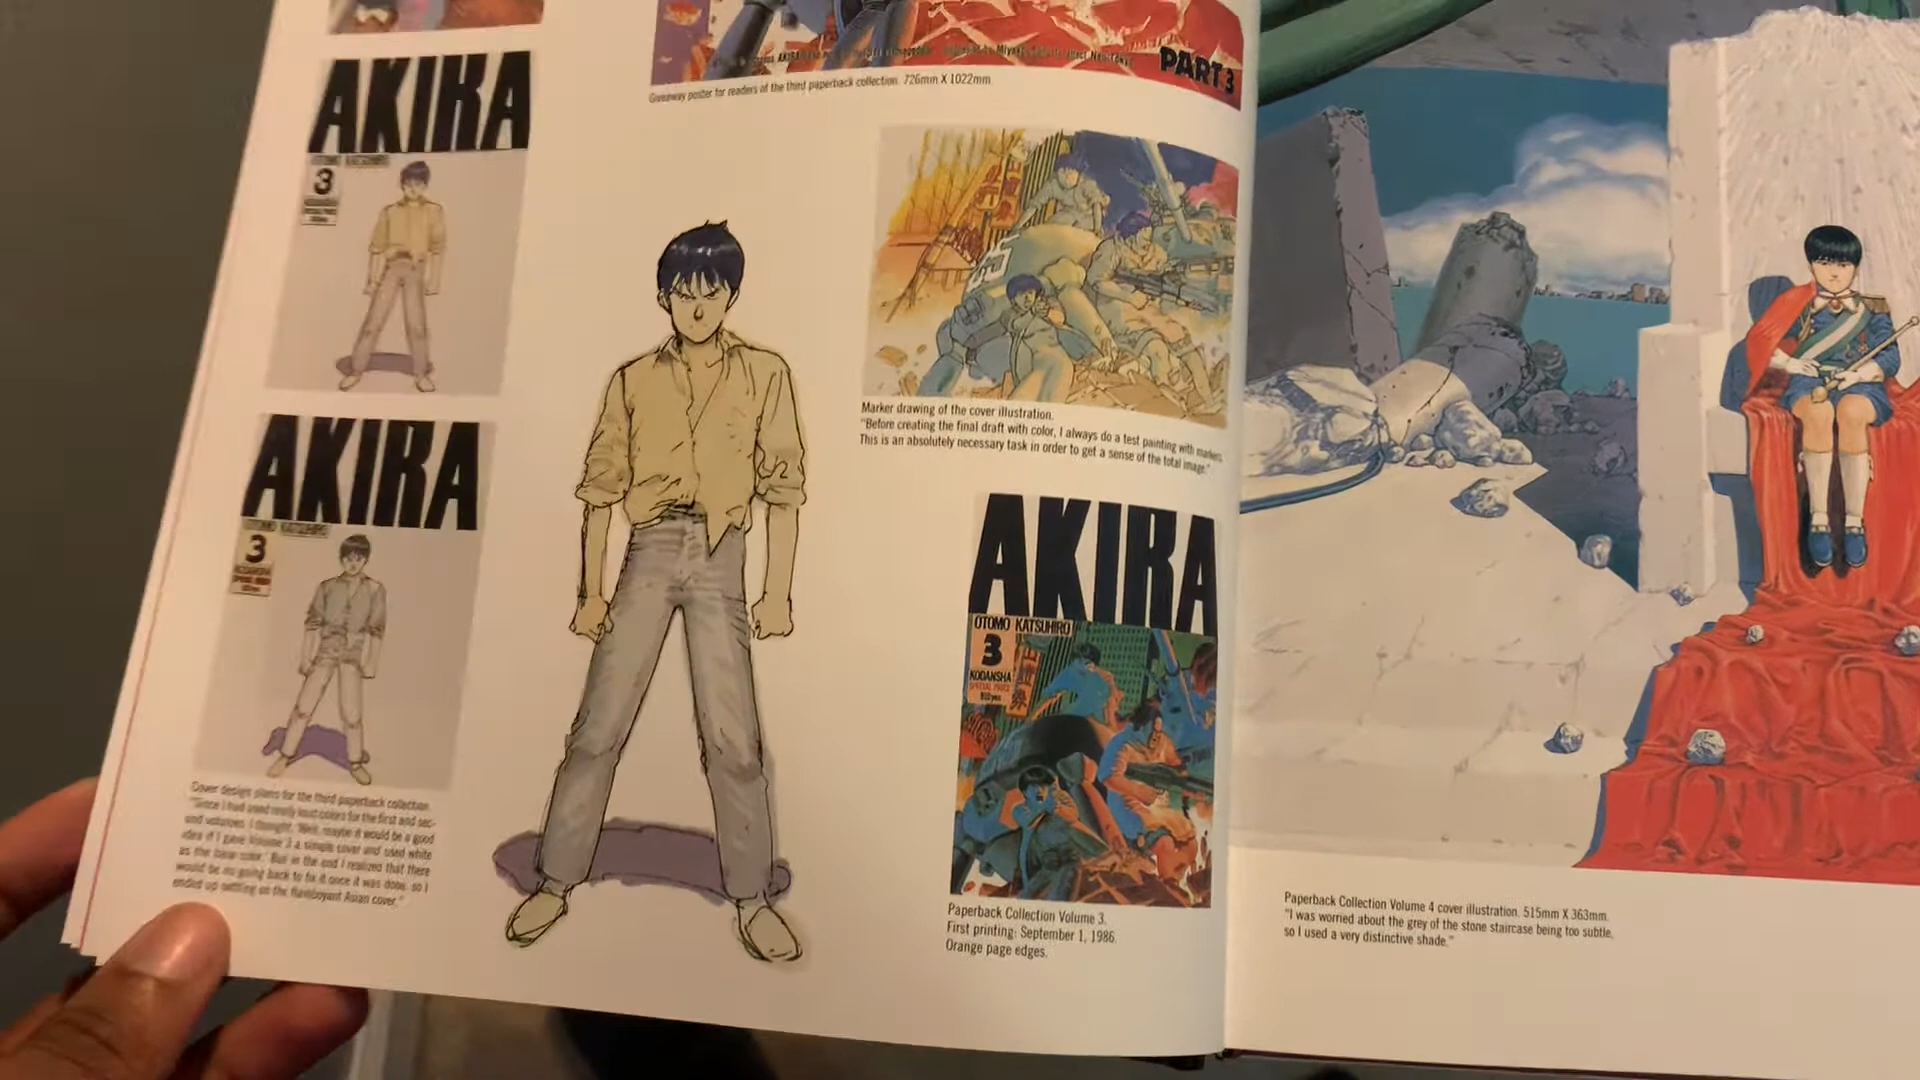 PART 3
Giveaway poster for readers of the third paperback collection. 726mm X 1022mm.
AKIRA
OTOMO KATSUHIRO
3
AKIRA
OTOMO KATSUHIRO
3
KODANSHA
Cover design plans for the third paperback collection.
"Since I had used really loud colors for the first and sec-
ond volumes, I thought, 'Well, maybe it would be a good
idea if I gave Volume 3 a simple cover and used white
as the base color.' But in the end I realized that there
would be no going back to fix it once it was done, so I
ended up settling on the flamboyant Asian cover."
Marker drawing of the cover illustration.
"Before creating the final draft with color, I always do a test painting with markers.
This is an absolutely necessary task in order to get a sense of the total image."
AKIRA
OTOMO KATSUHIRO
3
KODANSHA
SPECIAL PRICE
Paperback Collection Volume 3.
First printing: September 1, 1986.
Orange page edges.
Paperback Collection Volume 4 cover illustration. 515mm X 363mm.
"I was worried about the grey of the stone staircase being too subtle,
so I used a very distinctive shade."